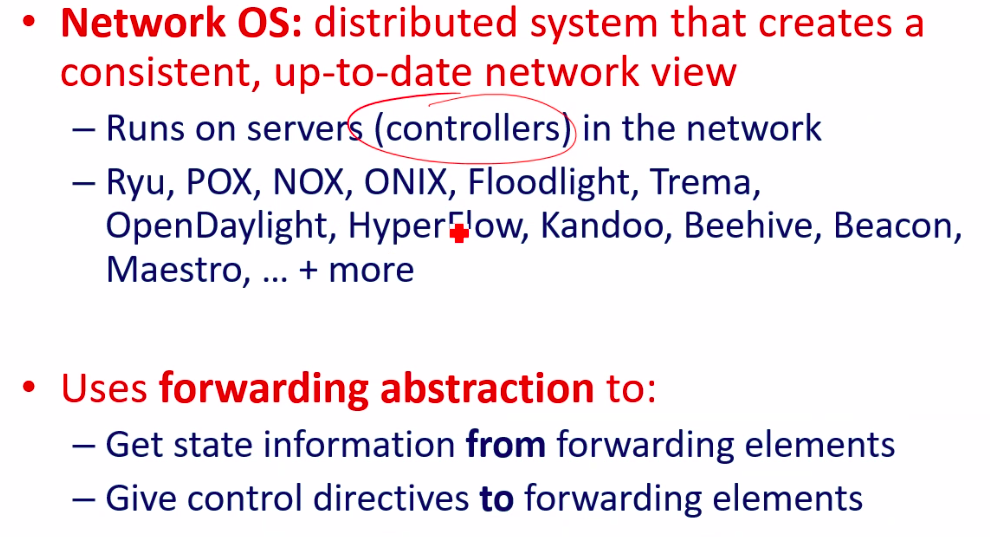 • Network OS: distributed system that creates a
consistent, up-to-date network view
– Runs on servers (controllers) in the network
– Ryu, POX, NOX, ONIX, Floodlight, Trema,
OpenDaylight, HyperFlow, Kandoo, Beehive, Beacon,
Maestro, ... + more
• Uses forwarding abstraction to:
– Get state information from forwarding elements
– Give control directives to forwarding elements